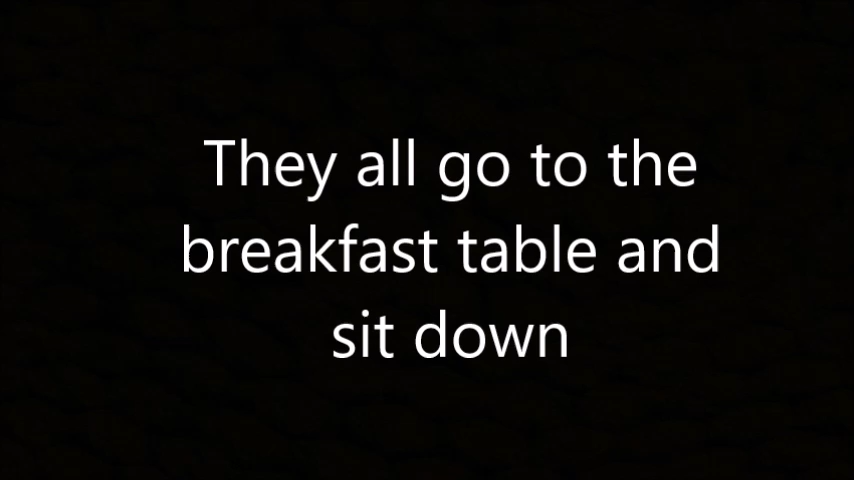 They all go to the
breakfast table and
sit down